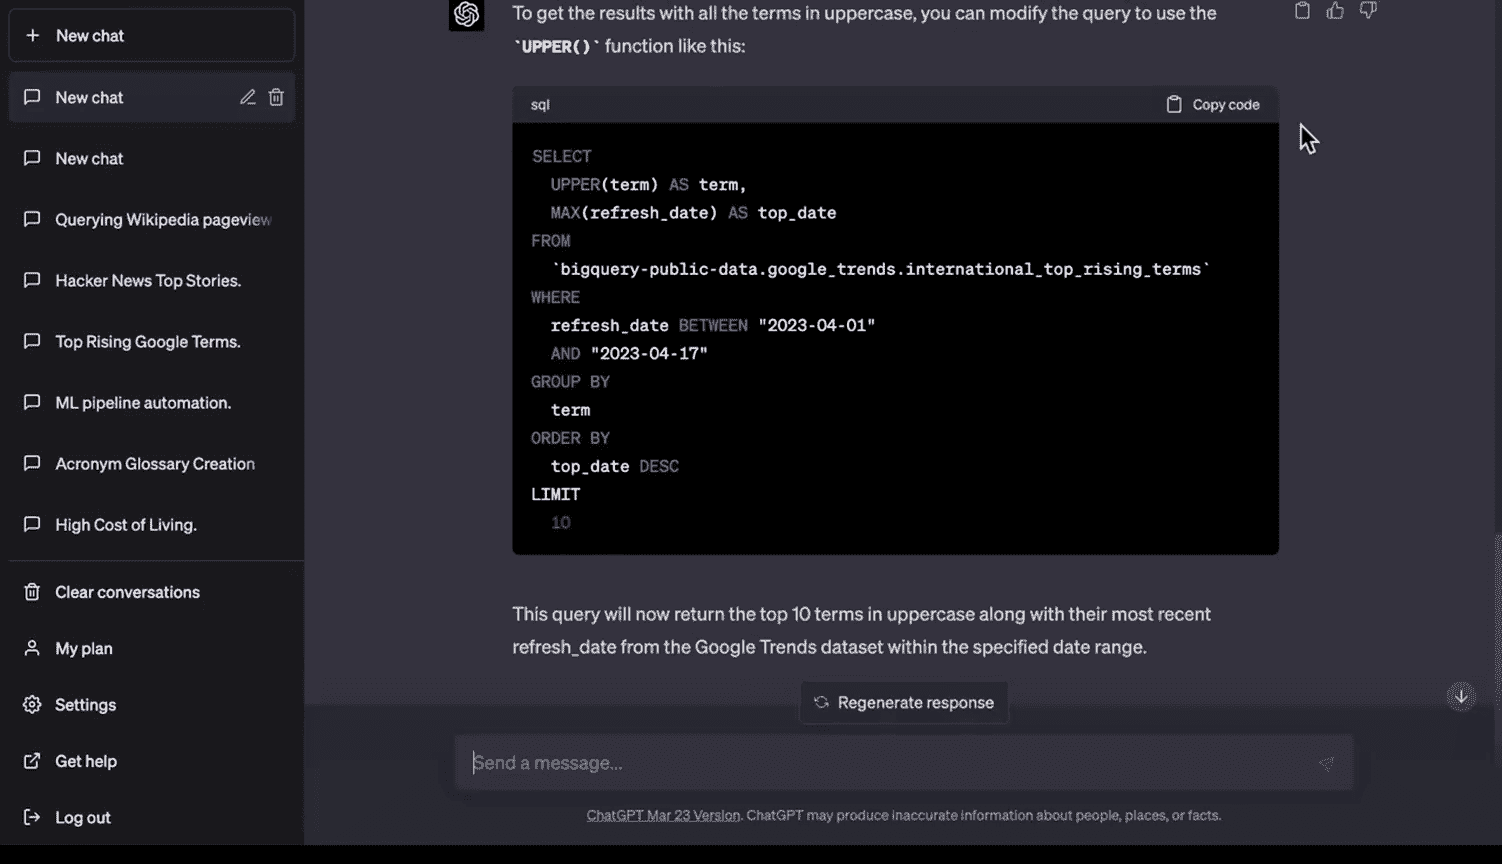 New chat
New chat
New chat
Querying Wikipedia pageview
Hacker News Top Stories.
Top Rising Google Terms.
ML pipeline automation.
Acronym Glossary Creation
High Cost of Living.
Clear conversations
My plan
Settings
Get help
Log out
To get the results with all the terms in uppercase, you can modify the query to use the
`UPPER()` function like this:
sql
Copy code
SELECT
UPPER(term) AS term,
MAX(refresh_date) AS top_date
FROM
`bigquery-public-data.google_trends.international_top_rising_terms`
WHERE
refresh_date BETWEEN "2023-04-01"
AND "2023-04-17"
GROUP BY
term
ORDER BY
top_date DESC
LIMIT
10
This query will now return the top 10 terms in uppercase along with their most recent
refresh_date from the Google Trends dataset within the specified date range.
Regenerate response
Send a message...
ChatGPT Mar 23 Version. ChatGPT may produce inaccurate information about people, places, or facts.